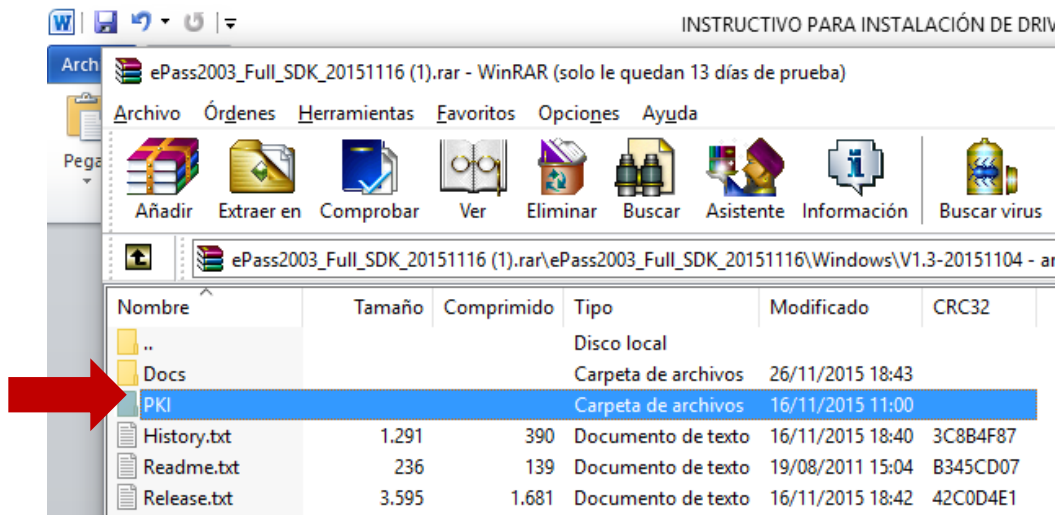 INSTRUCTIVO PARA INSTALACIÓN DE DRIV
Arch
ePass2003_Full_SDK_20151116 (1).rar - WinRAR (solo le quedan 13 días de prueba)
Archivo Órdenes Herramientas Favoritos Opciones Ayuda
Pega
Añadir Extraer en Comprobar Ver Eliminar Buscar Asistente Información Buscar virus
ePass2003_Full_SDK_20151116 (1).rar\ePass2003_Full_SDK_20151116\Windows\V1.3-20151104 - ar
Nombre Tamaño Comprimido Tipo Modificado CRC32
.. Disco local
Docs Carpeta de archivos 26/11/2015 18:43
PKI Carpeta de archivos 16/11/2015 11:00
History.txt 1.291 390 Documento de texto 16/11/2015 18:40 3C8B4F87
Readme.txt 236 139 Documento de texto 19/08/2011 15:04 B345CD07
Release.txt 3.595 1.681 Documento de texto 16/11/2015 18:42 42C0D4E1